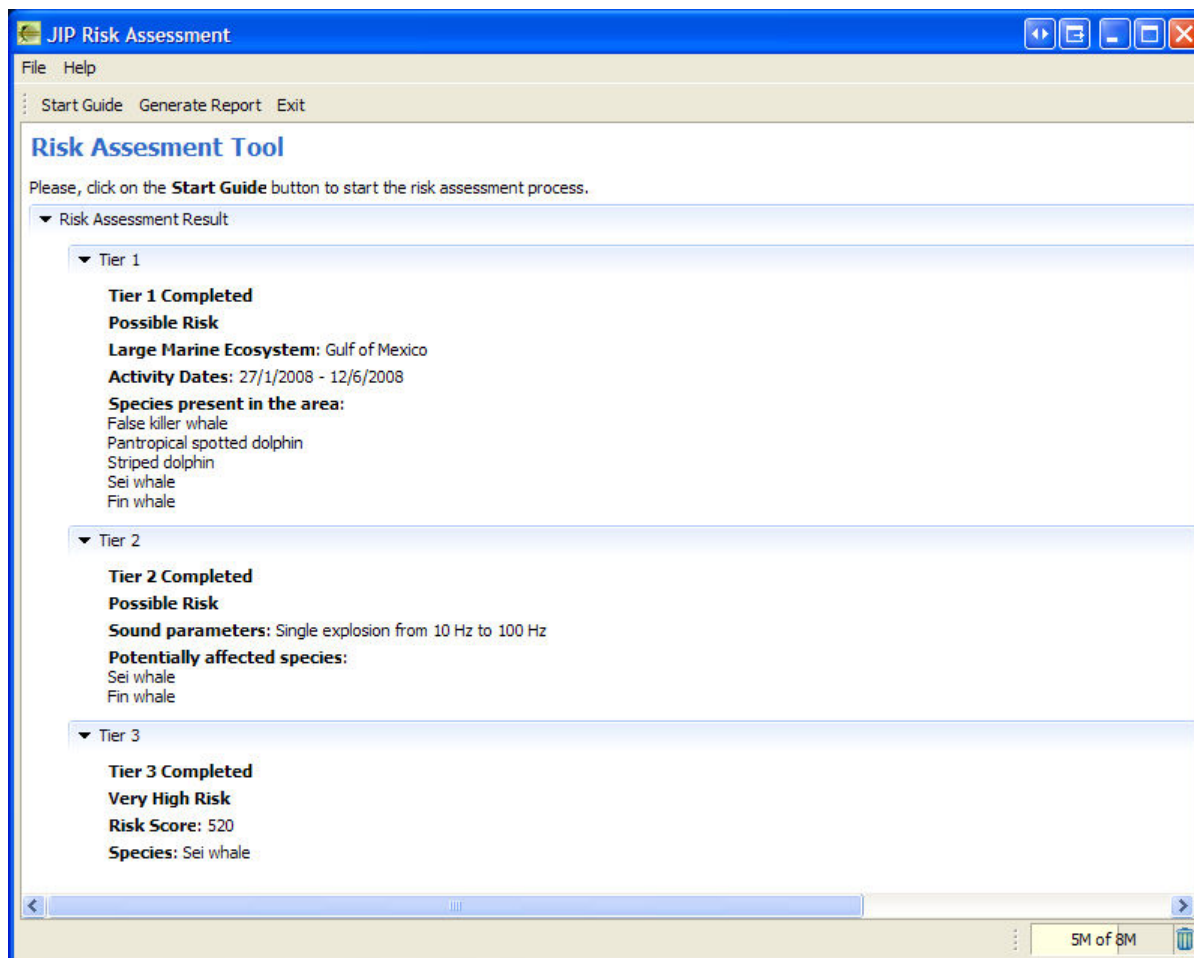 JIP Risk Assessment
File Help
Start Guide Generate Report Exit
Risk Assesment Tool
Please, click on the Start Guide button to start the risk assessment process.
Risk Assessment Result
Tier 1
Tier 1 Completed
Possible Risk
Large Marine Ecosystem: Gulf of Mexico
Activity Dates: 27/1/2008 - 12/6/2008
Species present in the area:
False killer whale
Pantropical spotted dolphin
Striped dolphin
Sei whale
Fin whale
Tier 2
Tier 2 Completed
Possible Risk
Sound parameters: Single explosion from 10 Hz to 100 Hz
Potentially affected species:
Sei whale
Fin whale
Tier 3
Tier 3 Completed
Very High Risk
Risk Score: 520
Species: Sei whale
5M of 8M